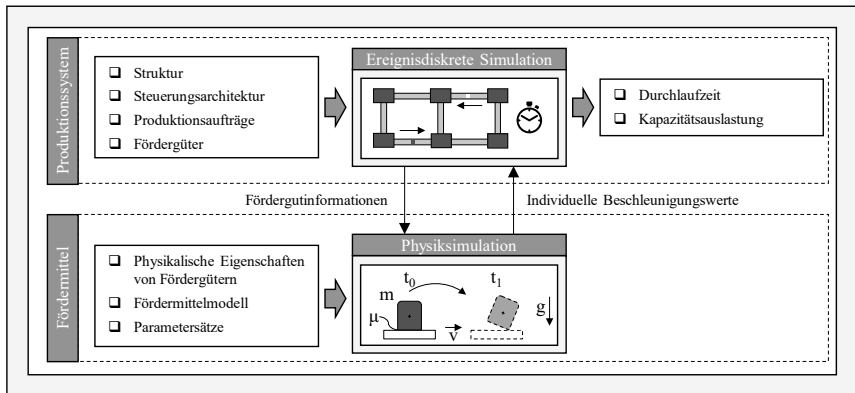 Produktionssystem
Struktur
Steuerungsarchitektur
Produktionsaufträge
Fördergüter
Ereignisdiskrete Simulation
Durchlaufzeit
Kapazitätsauslastung
Fördergutinformationen
Individuelle Beschleunigungswerte
Fördermittel
Physikalische Eigenschaften
von Fördergütern
Fördermittelmodell
Parametersätze
Physiksimulation
t0
t1
m
g
μ
v